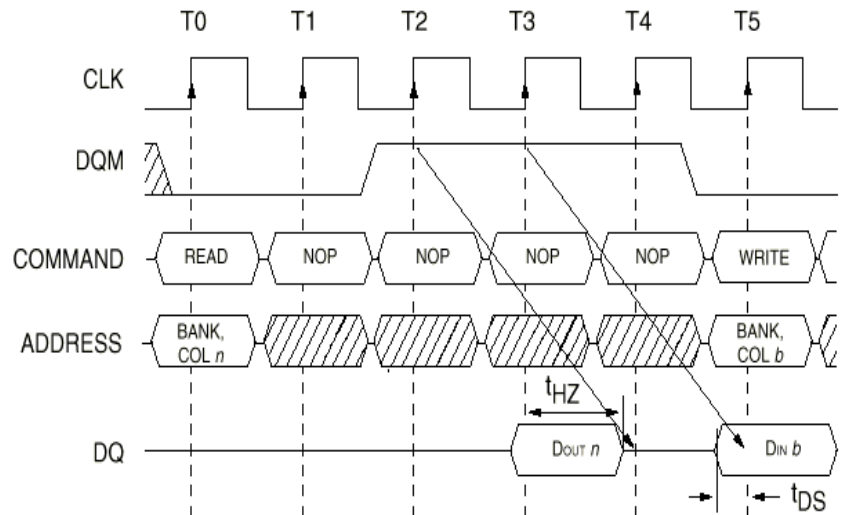 T0 T1 T2 T3 T4 T5
CLK
DQM
COMMAND READ NOP NOP NOP NOP WRITE
ADDRESS BANK, COL n BANK, COL b
tHZ
DQ DOUT n DIN b
tDS